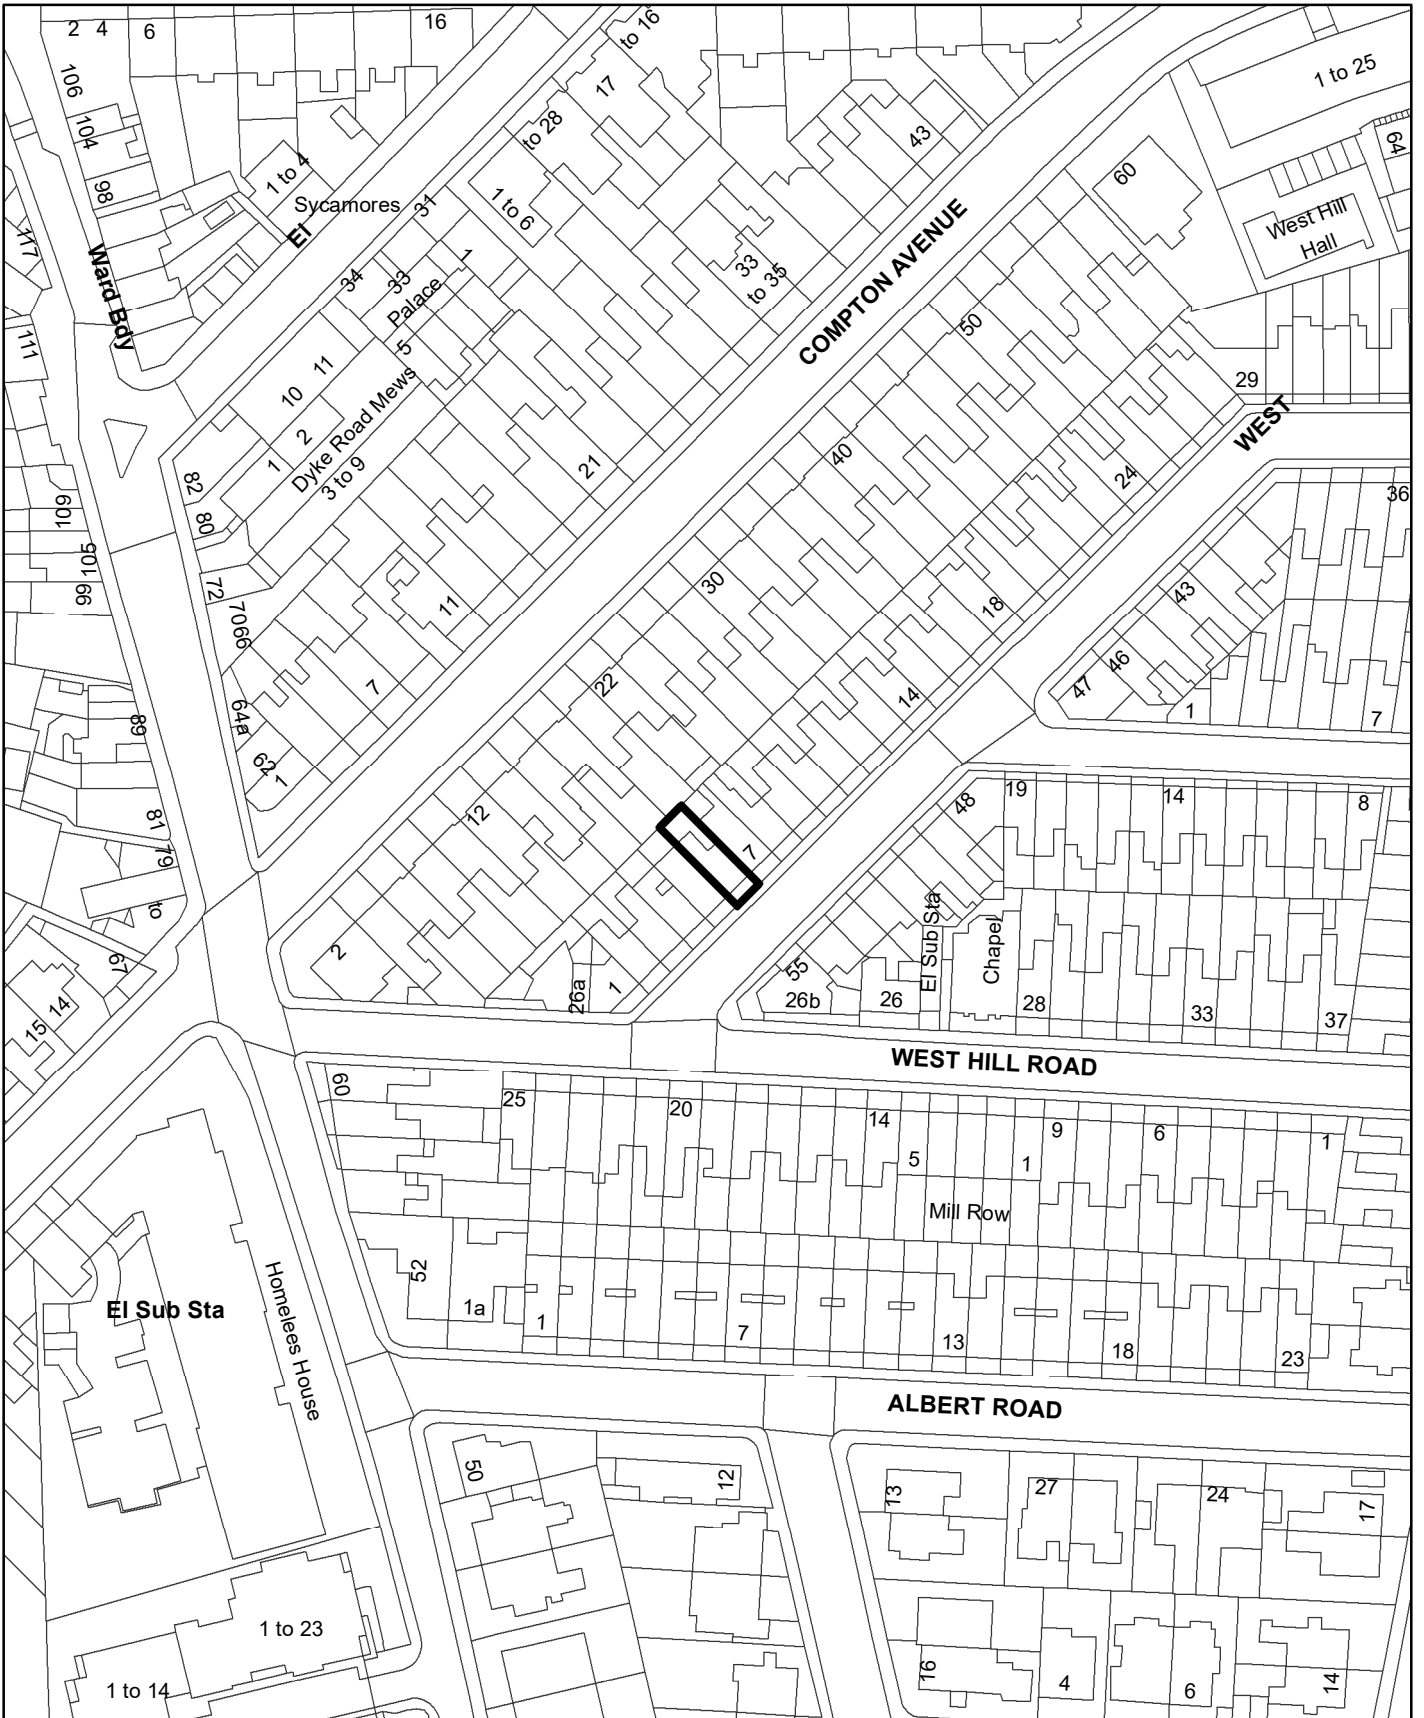 2 4 6 16
to 16
1 to 25
106
17
104
to 28
43
64
1 to 4
60
98
Sycamores
31
1 to 6
West Hill
Hall
117
El
Ward Bdy
34
33
Palace
1
33
to 35
COMPTON AVENUE
111
5
50
11
10
29
Dyke Road Mews
2
WEST
1
3 to 9
21
40
24
82
80
36
109
105
99
72
7066
11
30
18
43
46
47
1
7
7
22
14
64a
89
62
1
81
79
to
12
48
19
14
8
7
67
2
El Sub Sta
Chapel
55
26a
1
26b
26
28
33
37
14
15
WEST HILL ROAD
60
25
20
14
5
1
9
6
1
Mill Row
52
El Sub Sta
Homelees House
1a
1
7
13
18
23
ALBERT ROAD
50
12
13
27
24
17
1 to 23
16
4
6
14
1 to 14